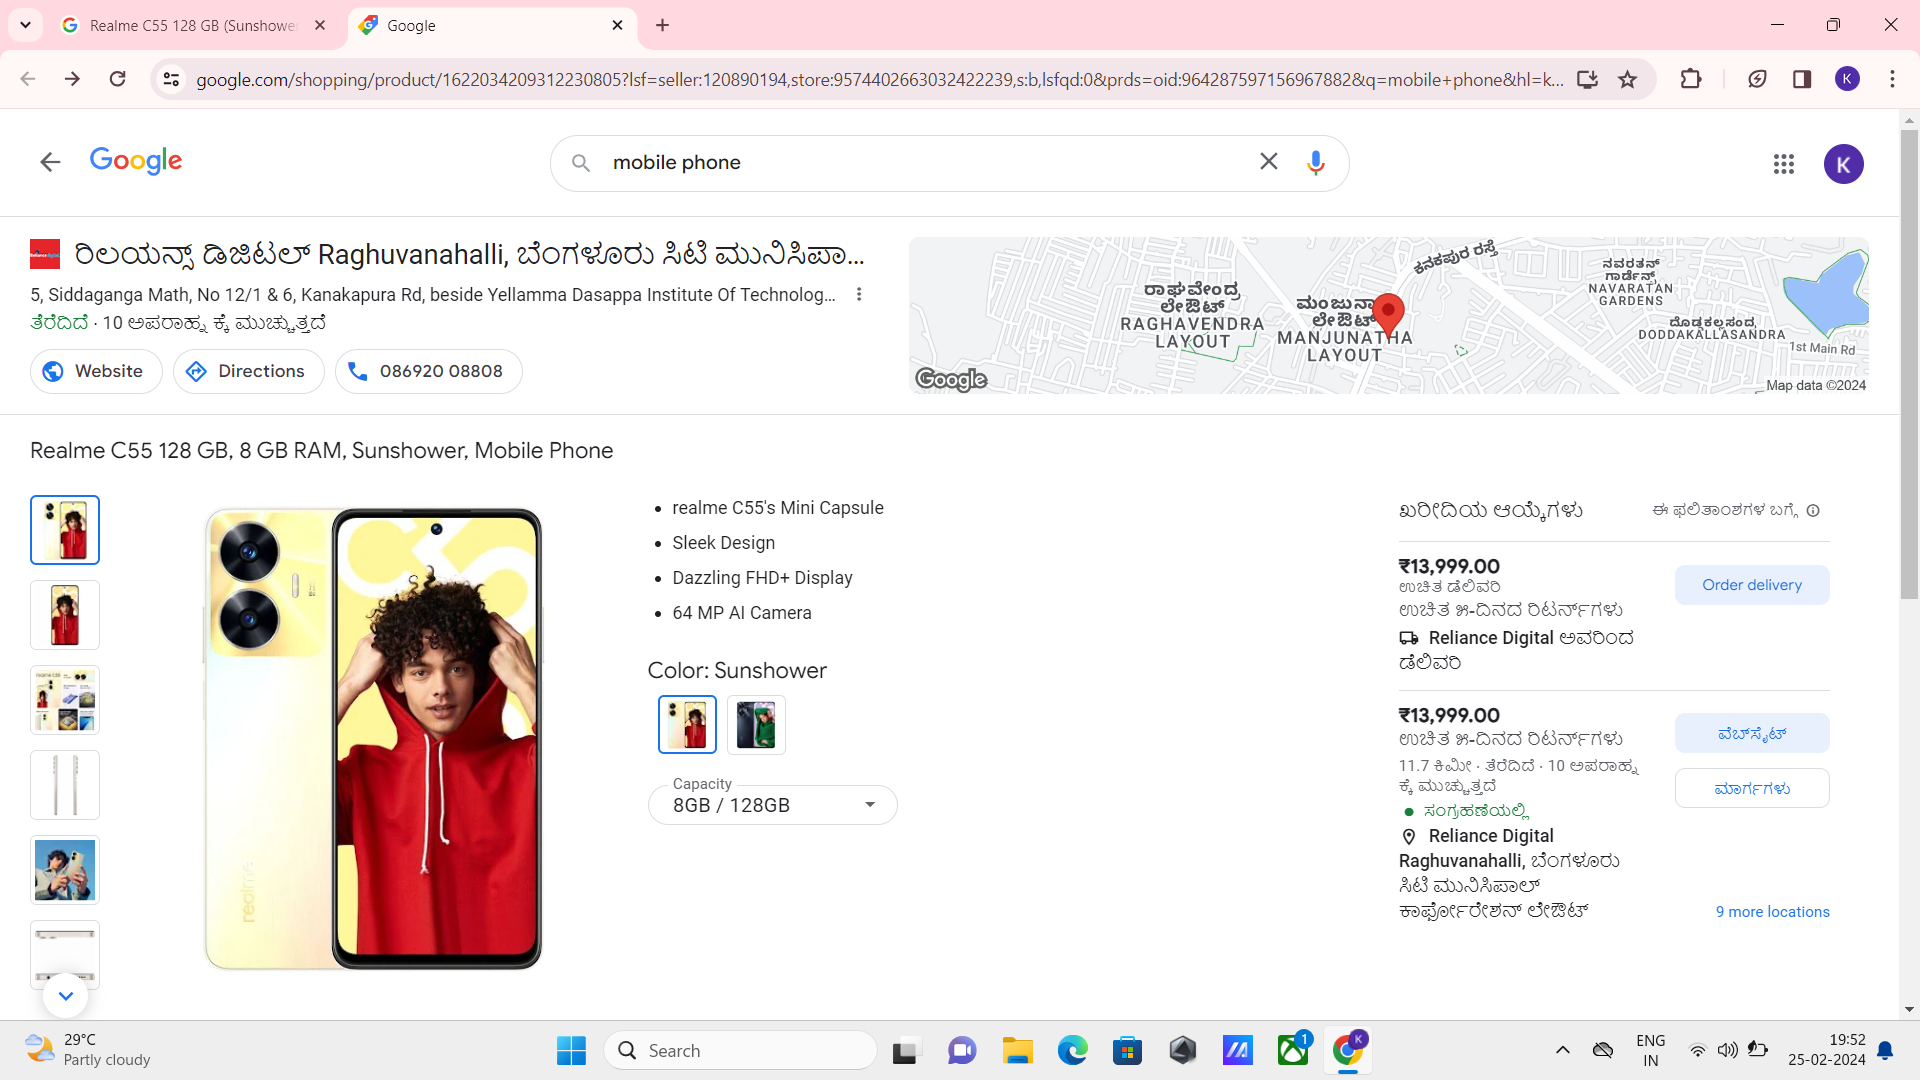 Realme C55 128 GB (Sunshower
Google
google.com/shopping/product/1622034209312230805?lsf=seller:120890194,store:9574402663032422239,s:b,lsfqd:0&prds=oid:964287597156967882&q=mobile+phone&hl=k...
K
Google
mobile phone
K
ರಿಲಯನ್ಸ್ ಡಿಜಿಟಲ್ Raghuvanahalli, ಬೆಂಗಳೂರು ಸಿಟಿ ಮುನಿಸಿಪಾ...
5, Siddaganga Math, No 12/1 & 6, Kanakapura Rd, beside Yellamma Dasappa Institute Of Technolog...
ತೆರೆದಿದೆ · 10 ಅಪರಾಹ್ನ ಕ್ಕೆ ಮುಚ್ಚುತ್ತದೆ
Website
Directions
086920 08808
ಕನಕಪುರ ರಸ್ತೆ
ರಾಘವೇಂದ್ರ
ಲೇಔಟ್
RAGHAVENDRA
LAYOUT
ಮಂಜುನಾ
ಲೇಔಟ್
MANJUNATHA
LAYOUT
ನವರತನ್
ಗಾರ್ಡೆನ್ಸ್
NAVARATAN
GARDENS
ದೊಡ್ಡಕಲ್ಲಸಂದ್ರ
DODDAKALLASANDRA
1st Main Rd
Google
Map data ©2024
Realme C55 128 GB, 8 GB RAM, Sunshower, Mobile Phone
realme
realme C55's Mini Capsule
Sleek Design
Dazzling FHD+ Display
64 MP AI Camera
Color: Sunshower
Capacity
8GB / 128GB
ಖರೀದಿಯ ಆಯ್ಕೆಗಳು
ಈ ಫಲಿತಾಂಶಗಳ ಬಗ್ಗೆ
₹13,999.00
ಉಚಿತ ಡೆಲಿವರಿ
ಉಚಿತ ೫-ದಿನದ ರಿಟರ್ನ್‌ಗಳು
Reliance Digital ಅವರಿಂದ
ಡೆಲಿವರಿ
Order delivery
₹13,999.00
ಉಚಿತ ೫-ದಿನದ ರಿಟರ್ನ್‌ಗಳು
11.7 ಕಿಮೀ · ತೆರೆದಿದೆ · 10 ಅಪರಾಹ್ನ
ಕ್ಕೆ ಮುಚ್ಚುತ್ತದೆ
ಸಂಗ್ರಹಣೆಯಲ್ಲಿ
Reliance Digital
Raghuvanahalli, ಬೆಂಗಳೂರು
ಸಿಟಿ ಮುನಿಸಿಪಾಲ್
ಕಾರ್ಪೋರೇಶನ್ ಲೇಔಟ್
ವೆಬ್‌ಸೈಟ್
ಮಾರ್ಗಗಳು
9 more locations
29°C
Partly cloudy
Search
1
K
ENG
IN
19:52
25-02-2024